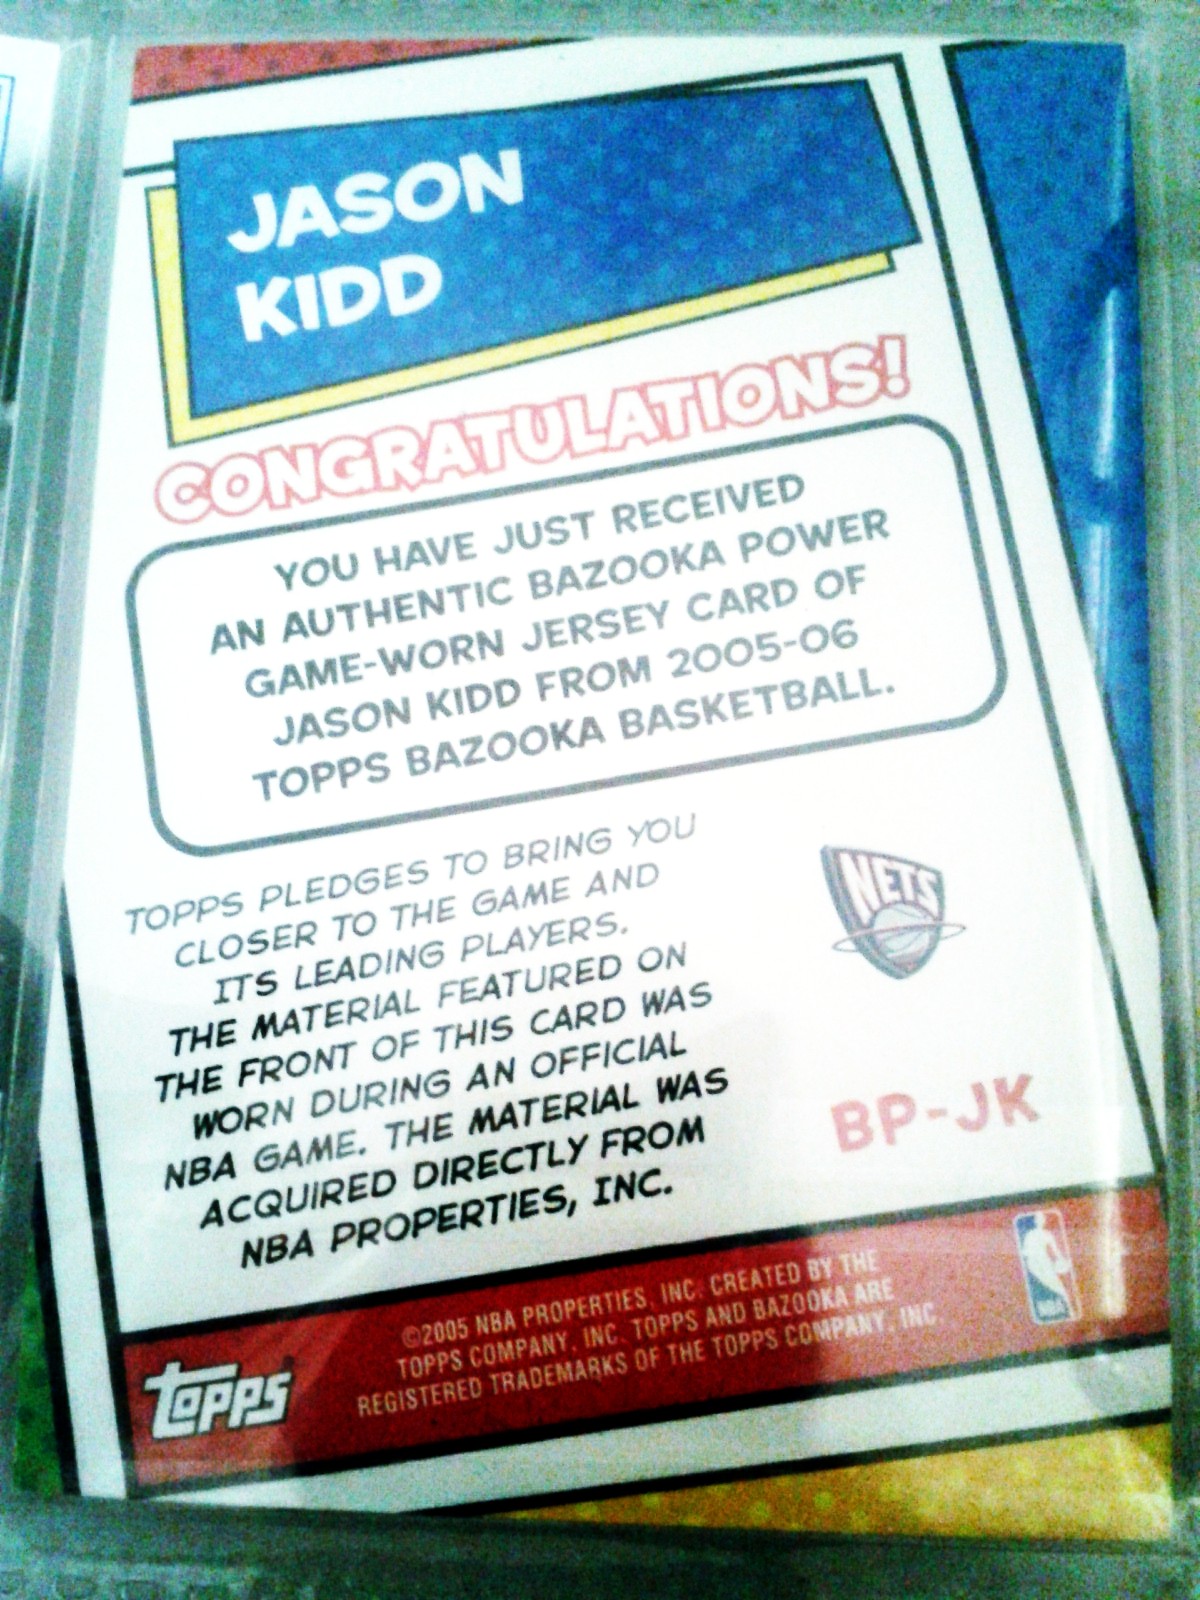 JASON
KIDD
CONGRATULATIONS!
YOU HAVE JUST RECEIVED
AN AUTHENTIC BAZOOKA POWER
GAME-WORN JERSEY CARD OF
JASON KIDD FROM 2005-06
TOPPS BAZOOKA BASKETBALL.
TOPPS PLEDGES TO BRING YOU
CLOSER TO THE GAME AND
ITS LEADING PLAYERS.
THE MATERIAL FEATURED ON
THE FRONT OF THIS CARD WAS
WORN DURING AN OFFICIAL
NBA GAME. THE MATERIAL WAS
ACQUIRED DIRECTLY FROM
NBA PROPERTIES, INC.
NETS
BP-JK
©2005 NBA PROPERTIES, INC. CREATED BY THE
TOPPS COMPANY, INC. TOPPS AND BAZOOKA ARE
REGISTERED TRADEMARKS OF THE TOPPS COMPANY, INC.
TOPPS
NBA